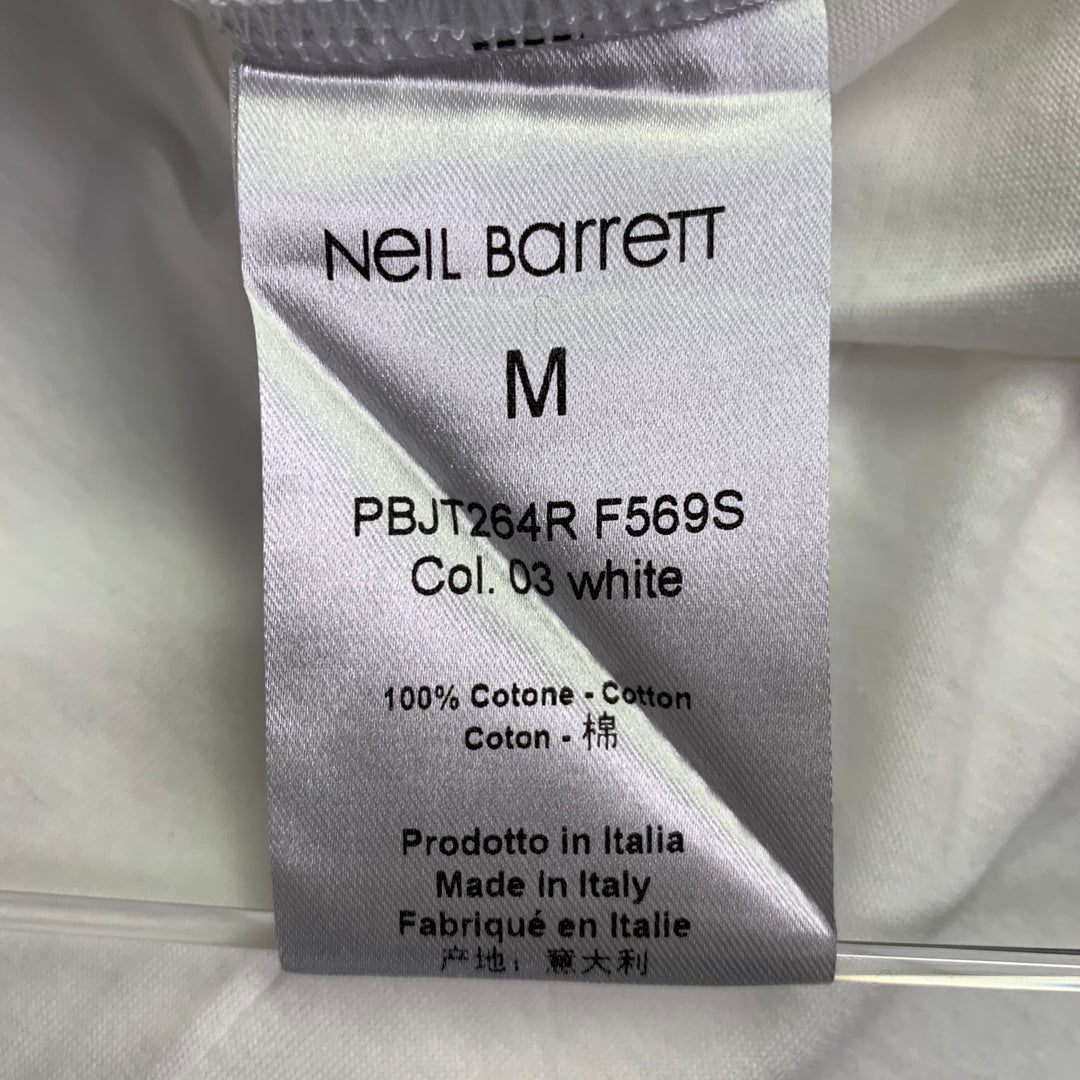 NeIL BarreTT
M
PBJT264R F569S
Col. 03 white
100% Cotone - Cotton
Coton - 棉
Prodotto in Italia
Made in Italy
Fabriqué en Italie
产地：意大利